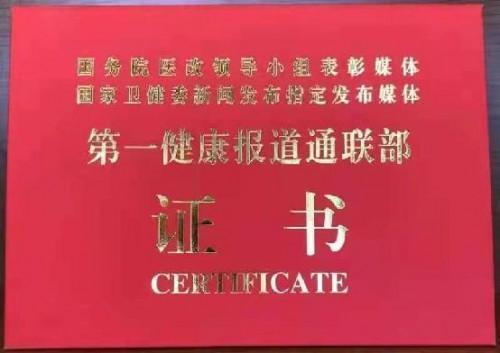 国务院医改领导小组表彰媒体
国家卫健委新闻发布指定发布媒体
第一健康报道通联部
证书
CERTIFICATE